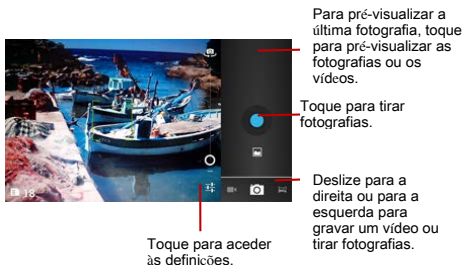 Para pré-visualizar a
última fotografia, toque
para pré-visualizar as
fotografias ou os
vídeos.
Toque para tirar
fotografias.
Deslize para a
direita ou para a
esquerda para
gravar um vídeo ou
tirar fotografias.
Toque para aceder
às definições.
18